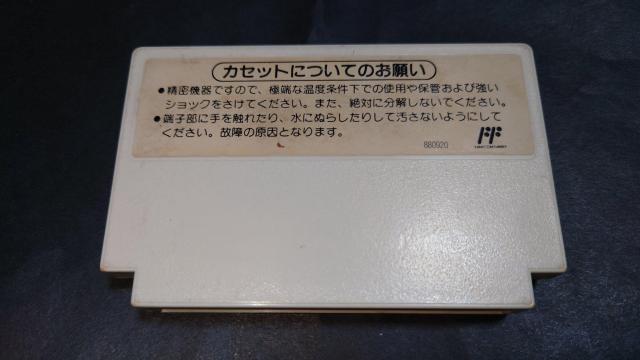 カセットについてのお願い
●精密機器ですので、極端な温度条件下での使用や保管および強い
ショックをさけてください。また、絶対に分解しないでください。
●端子部に手を触れたり、水にぬらしたりして汚さないようにして
ください。故障の原因となります。
880920